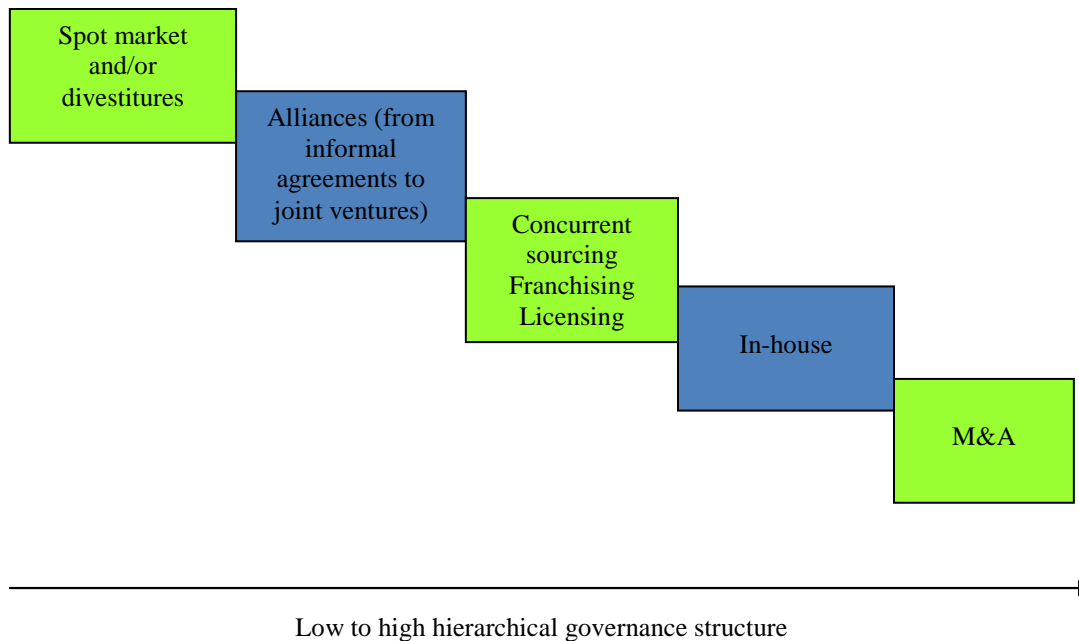 Spot market
and/or
divestitures
Alliances (from
informal
agreements to
joint ventures)
Concurrent
sourcing
Franchising
Licensing
In-house
M&A
Low to high hierarchical governance structure